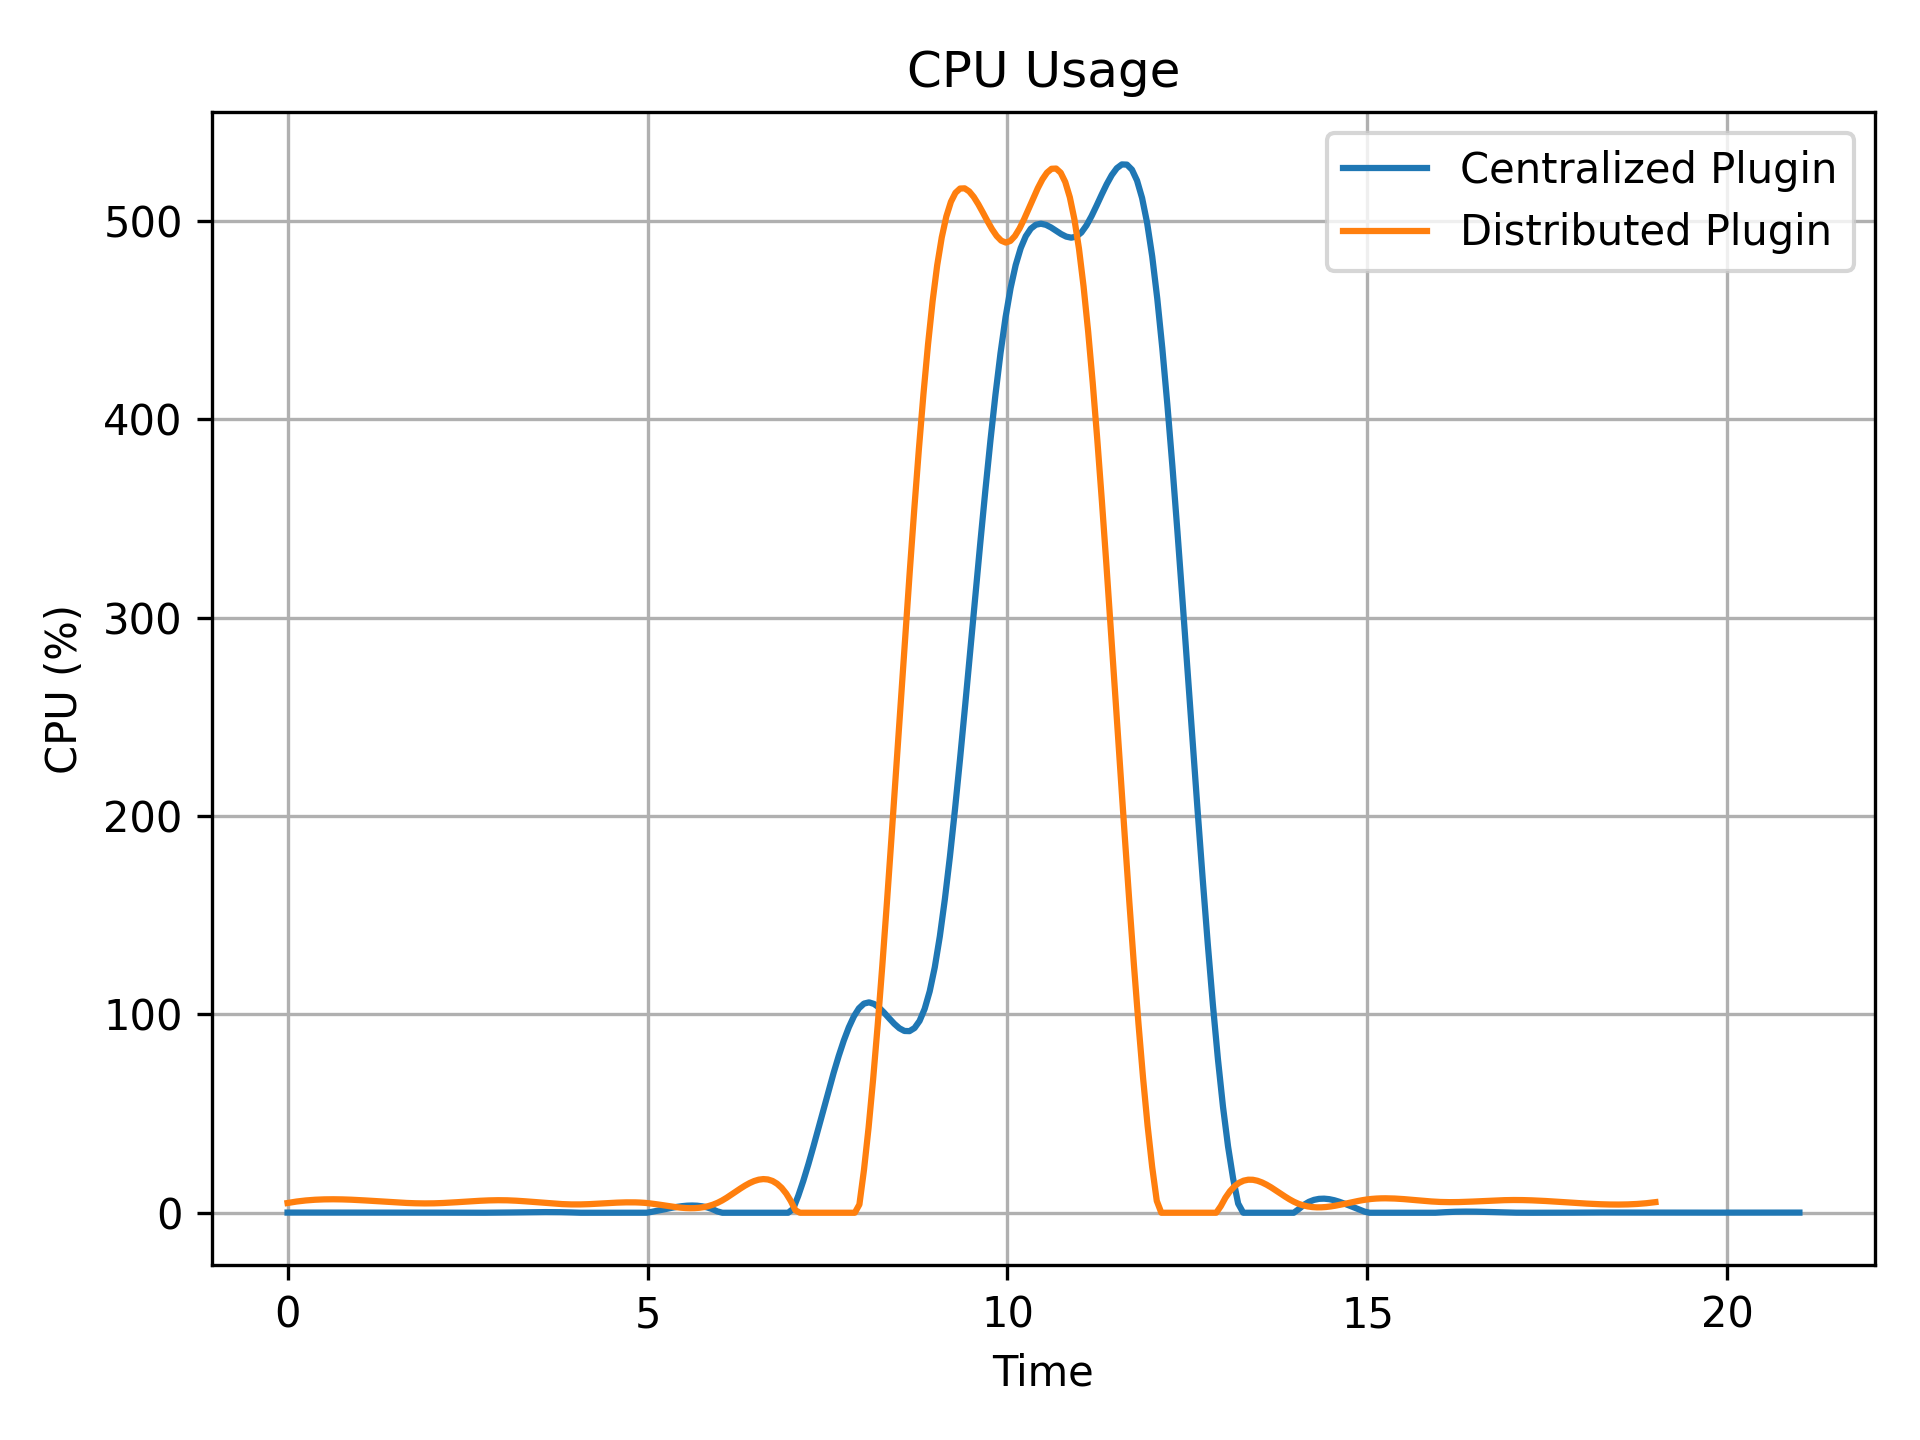 CPU Usage
Centralized Plugin
Distributed Plugin
500
400
300
200
100
0
CPU (%)
0 5 10 15 20
Time